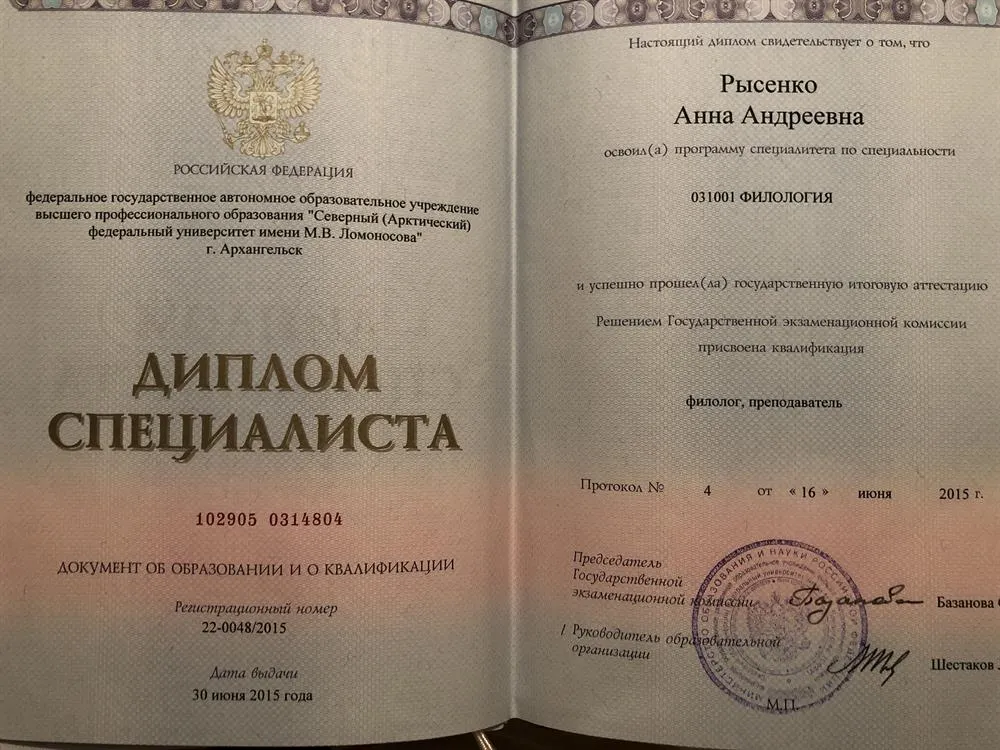 РОССИЙСКАЯ ФЕДЕРАЦИЯ
федеральное государственное автономное образовательное учреждение
высшего профессионального образования "Северный (Арктический)
федеральный университет имени М.В. Ломоносова"
г. Архангельск
ДИПЛОМ
СПЕЦИАЛИСТА
102905 0314804
ДОКУМЕНТ ОБ ОБРАЗОВАНИИ И О КВАЛИФИКАЦИИ
Регистрационный номер
22-0048/2015
Дата выдачи
30 июня 2015 года
Настоящий диплом свидетельствует о том, что
Рысенко
Анна Андреевна
освоил(а) программу специалитета по специальности
031001 ФИЛОЛОГИЯ
и успешно прошел(ла) государственную итоговую аттестацию
Решением Государственной экзаменационной комиссии
присвоена квалификация
филолог, преподаватель
Протокол № 4 от « 16 » июня 2015 г.
Председатель
Государственной
экзаменационной комиссии
Базанова
/ Руководитель образовательной
организации
Шестаков
М.П.